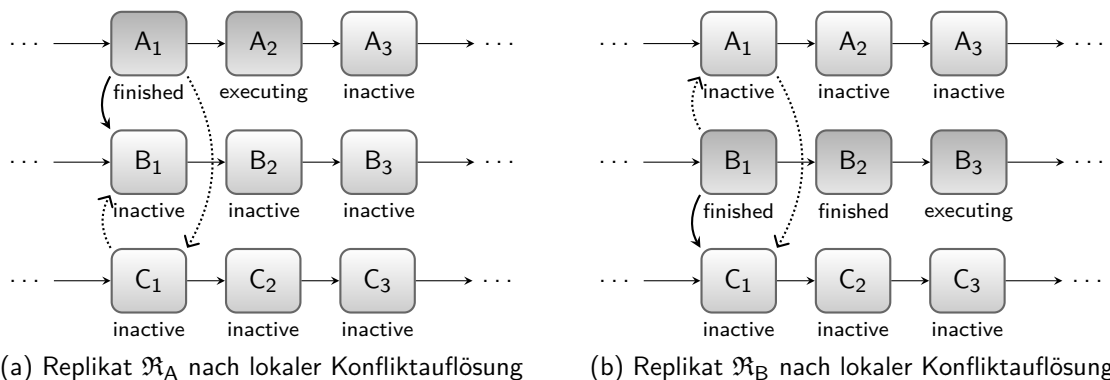 ··· A₁ A₂ A₃ ··· ··· A₁ A₂ A₃ ···
finished executing inactive inactive inactive inactive
··· B₁ B₂ B₃ ··· B₁ B₂ B₃ ···
inactive inactive inactive finished finished executing
··· C₁ C₂ C₃ ··· ··· C₁ C₂ C₃ ···
inactive inactive inactive inactive inactive inactive
(a) Replikat ℜ_A nach lokaler Konfliktauflösung (b) Replikat ℜ_B nach lokaler Konfliktauflösung